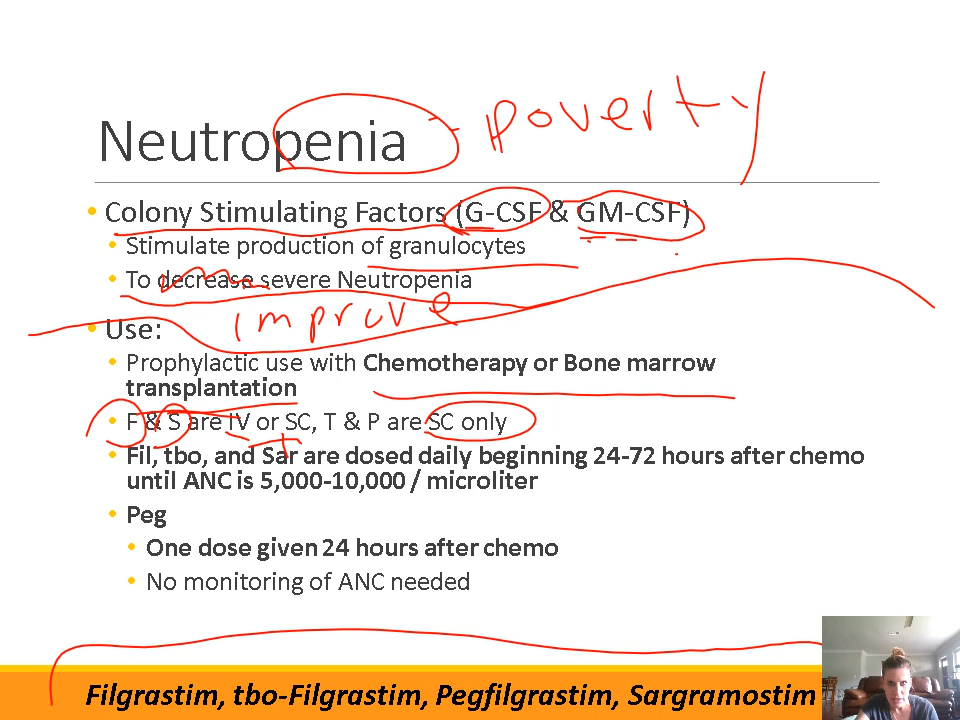 poverty
Neutropenia
• Colony Stimulating Factors (G-CSF & GM-CSF)
• Stimulate production of granulocytes
• To decrease severe Neutropenia
improve
• Use:
• Prophylactic use with Chemotherapy or Bone marrow
transplantation
• F & S are IV or SC, T & P are SC only
• Fil, tbo, and Sar are dosed daily beginning 24-72 hours after chemo
until ANC is 5,000-10,000 / microliter
• Peg
• One dose given 24 hours after chemo
• No monitoring of ANC needed
Filgrastim, tbo-Filgrastim, Pegfilgrastim, Sargramostim